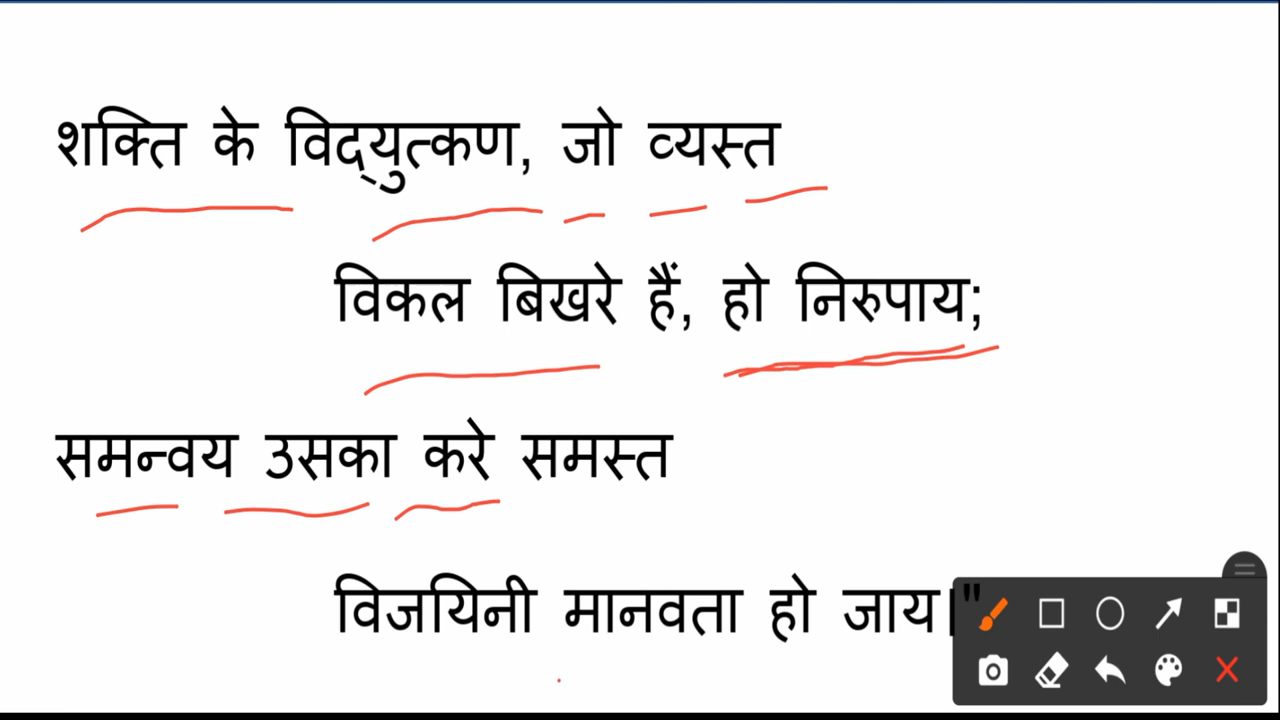 शक्ति के विद्‌युत्कण, जो व्यस्त
विकल बिखरे हैं, हो निरुपाय;
समन्वय उसका करे समस्त
विजयिनी मानवता हो जाय।"